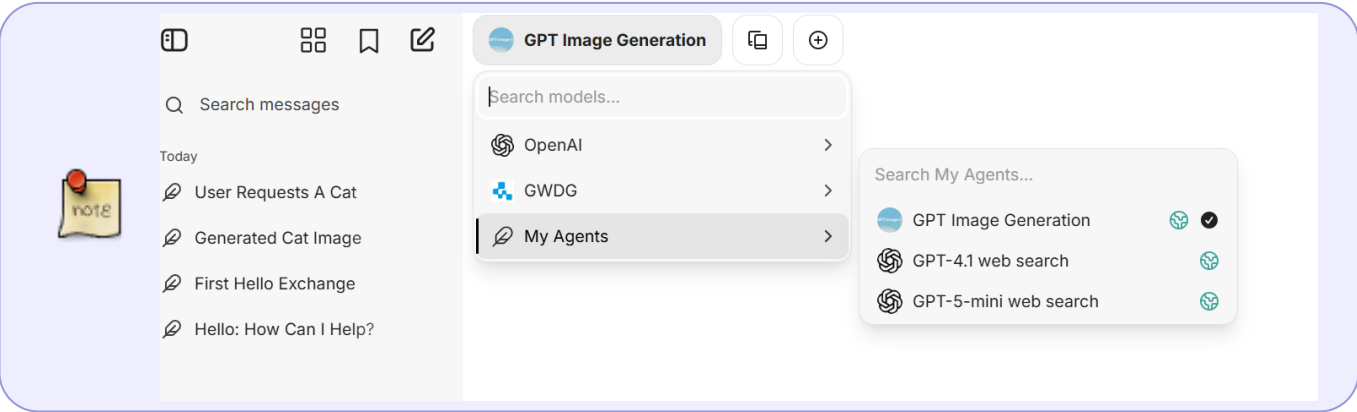 GPT Image Generation
Search messages
Search models...
Today
OpenAI
User Requests A Cat
GWDG
Generated Cat Image
My Agents
First Hello Exchange
Hello: How Can I Help?
Search My Agents...
GPT Image Generation
GPT-4.1 web search
GPT-5-mini web search
note